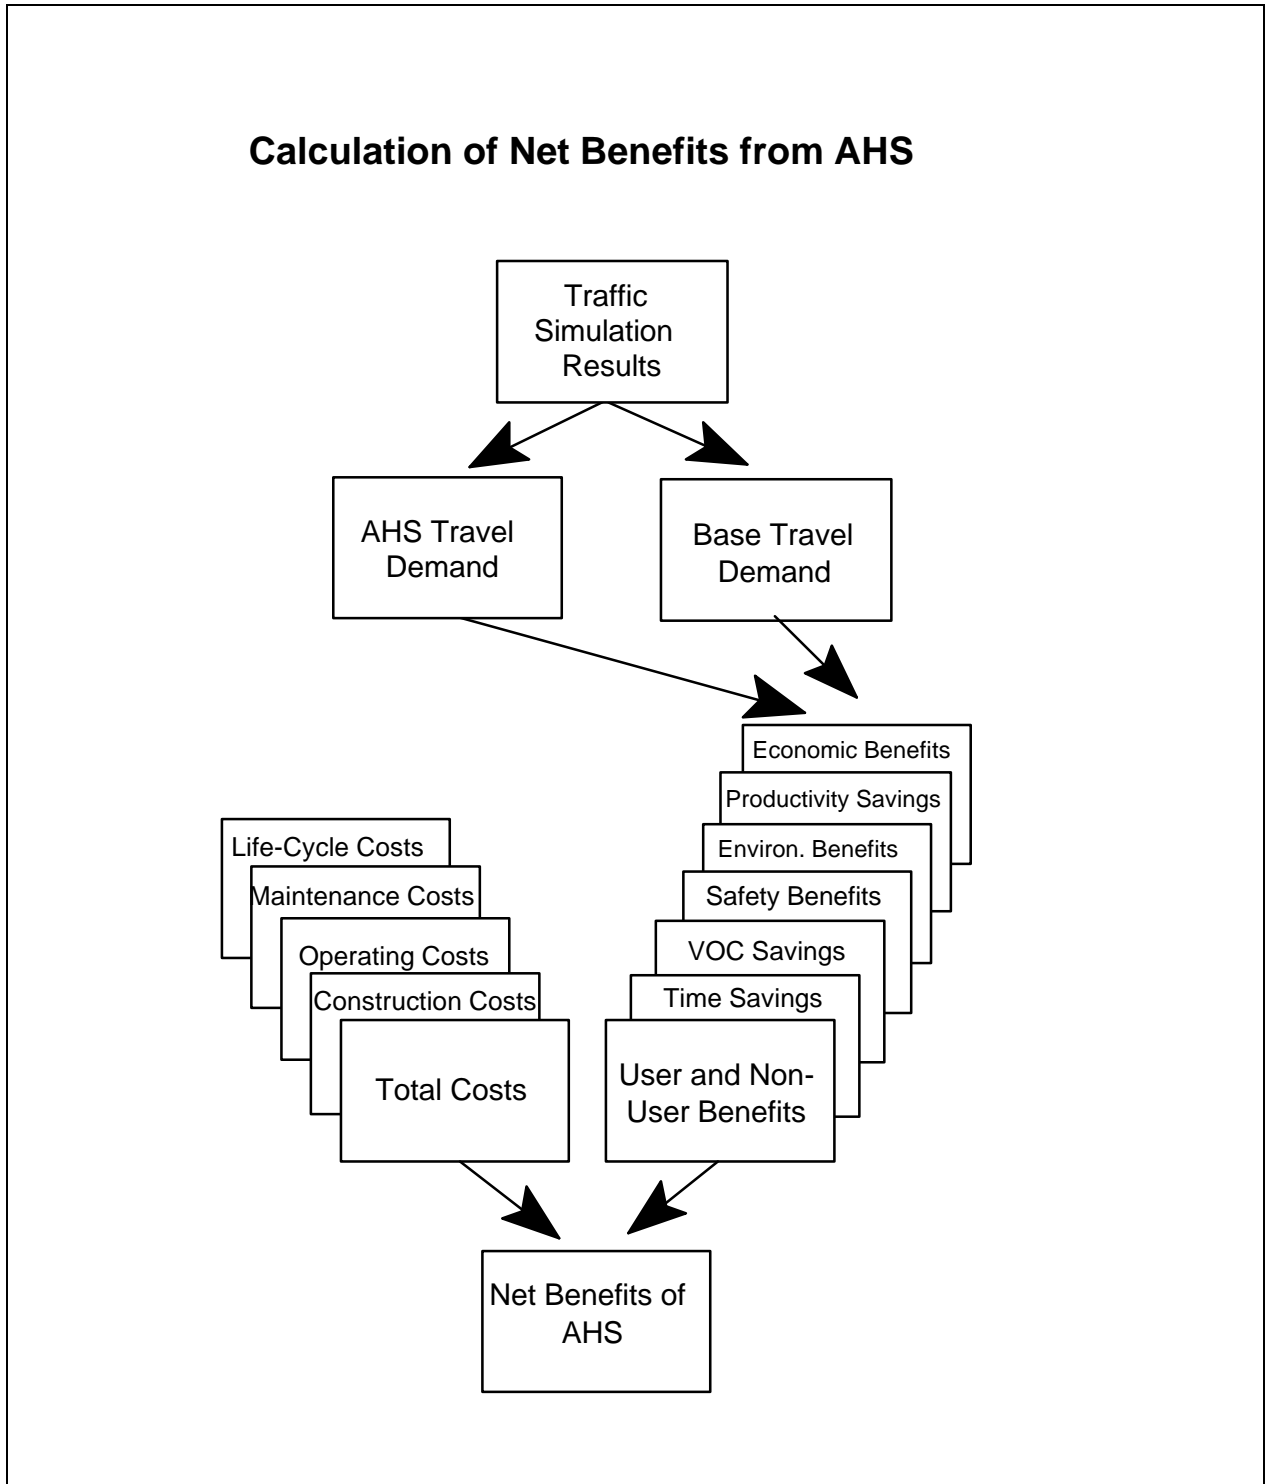 Calculation of Net Benefits from AHS
Traffic
Simulation
Results
AHS Travel
Demand
Base Travel
Demand
Economic Benefits
Productivity Savings
Environ. Benefits
Safety Benefits
VOC Savings
Time Savings
User and Non-
User Benefits
Life-Cycle Costs
Maintenance Costs
Operating Costs
Construction Costs
Total Costs
Net Benefits of
AHS